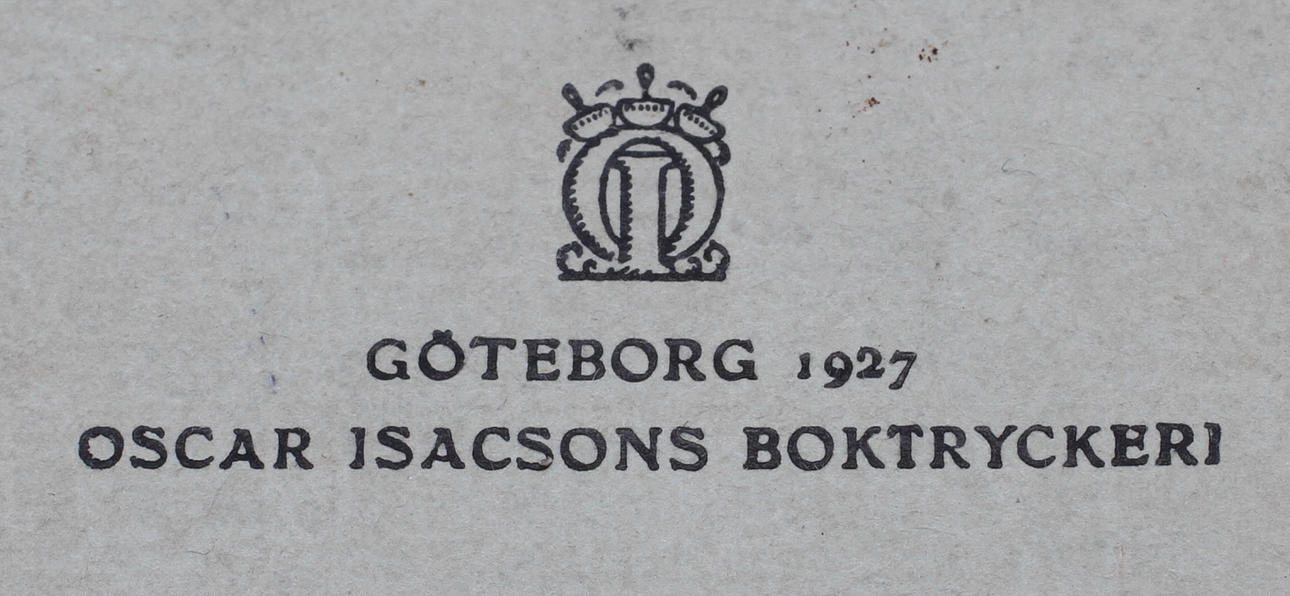 GÖTEBORG 1927
OSCAR ISACSONS BOKTRYCKERI